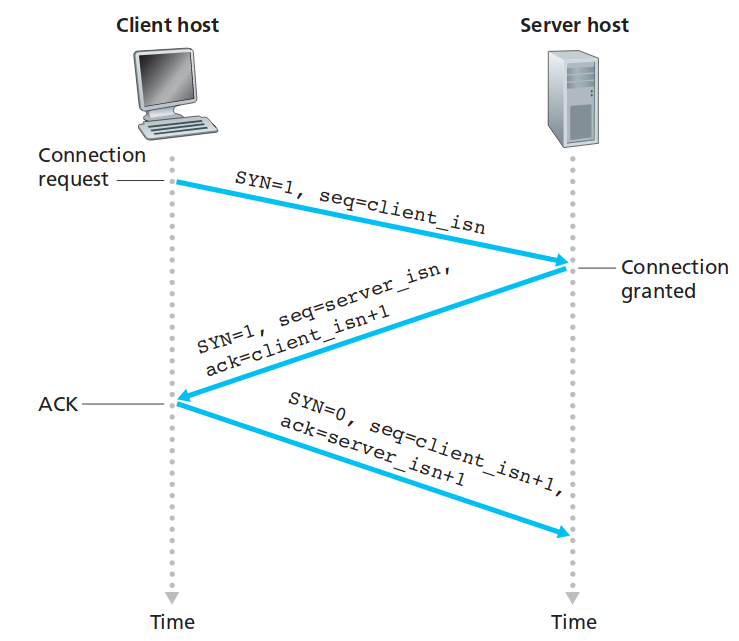 Client host
Server host
Connection
request
SYN=1, seq=client_isn
Connection
granted
SYN=1, seq=server_isn,
ack=client_isn+1
ACK
SYN=0, seq=client_isn+1,
ack=server_isn+1
Time
Time